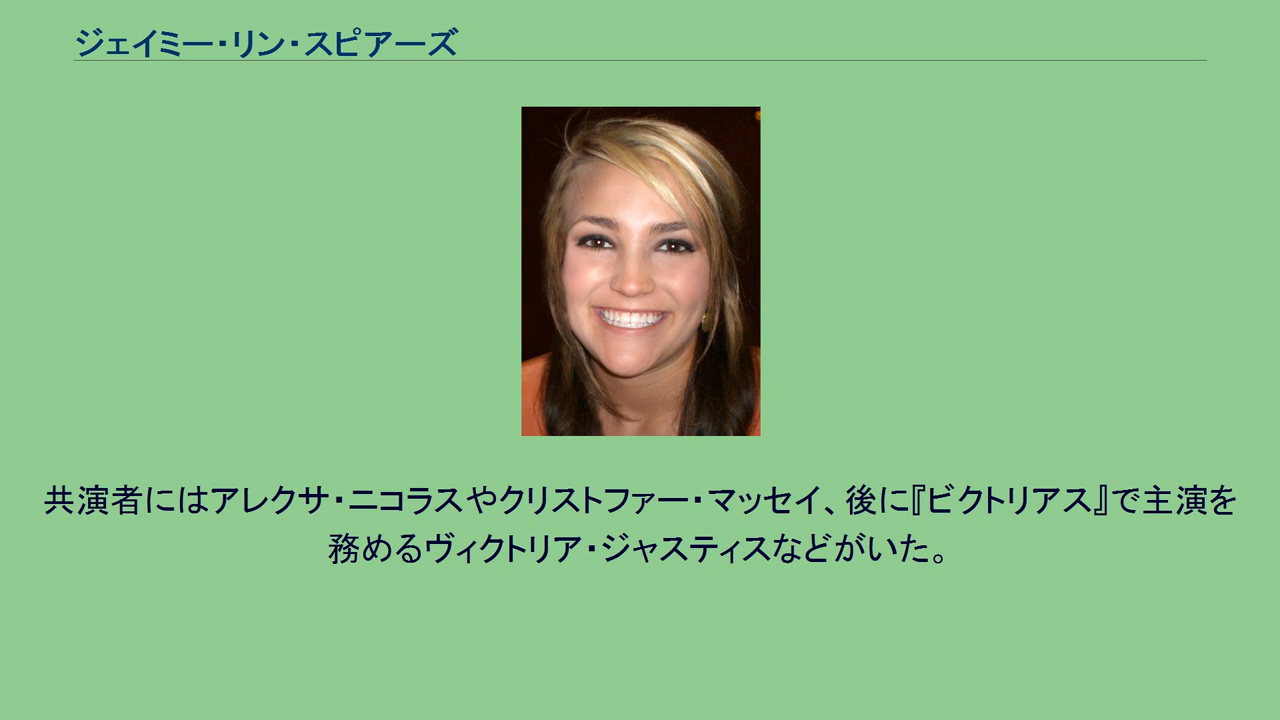 ジェイミー・リン・スピアーズ
共演者にはアレクサ・ニコラスやクリストファー・マッセイ、後に『ビクトリアス』で主演を
務めるヴィクトリア・ジャスティスなどがいた。